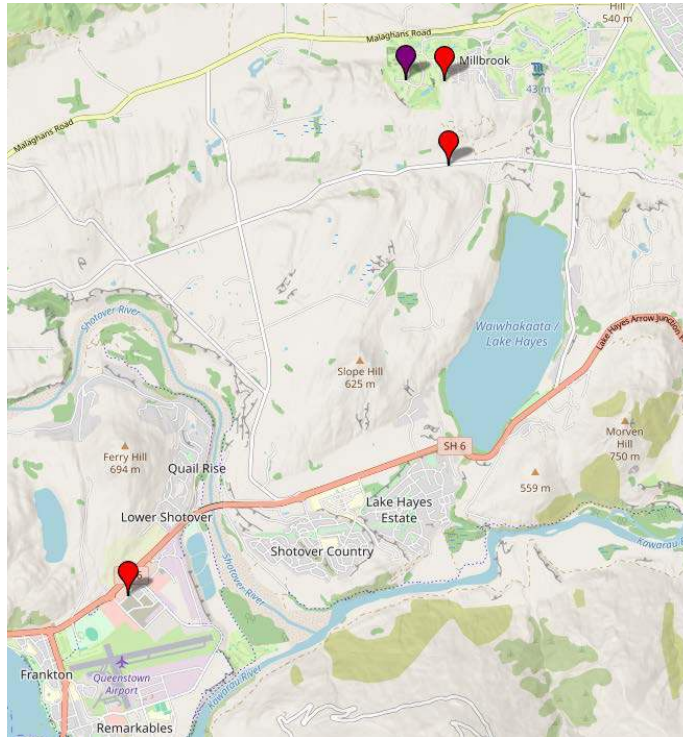 Hill
540 m
Malaghans Road
Millbrook
43 m
Malaghans Road
Shotover River
Waiwhakaata /
Lake Hayes
Lake Hayes Arrow Junction
Slope Hill
625 m
Morven
Hill
750 m
SH 6
Ferry Hill
694 m
Quail Rise
559 m
Lake Hayes
Estate
Lower Shotover
Shotover Country
Kawarau
Shotover River
Frankton
Queenstown
Airport
Kawarau River
Remarkables